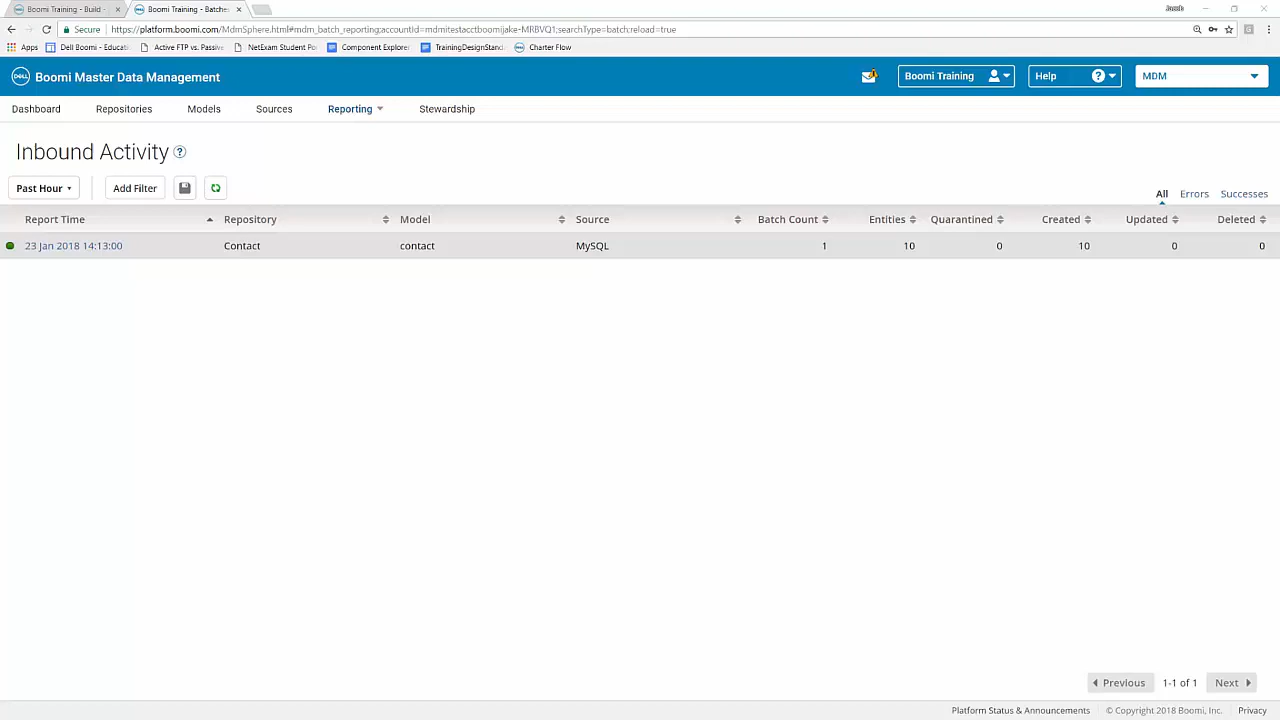 Boomi Training - Build -
Boomi Training - Batche
Secure
https://platform.boomi.com/MdmSphere.html#mdm_batch_reporting;accountId=mdmitestacctboomijake-MRBVQ1;searchType=batch;reload=true
Apps
Dell Boomi - Educati
Active FTP vs. Passiv
NetExam Student Po
Component Explorer
TrainingDesignStand
Charter Flow
DELL
Boomi Master Data Management
Boomi Training
Help
?
MDM
Dashboard
Repositories
Models
Sources
Reporting
Stewardship
Inbound Activity ?
Past Hour
Add Filter
All
Errors
Successes
Report Time
Repository
Model
Source
Batch Count
Entities
Quarantined
Created
Updated
Deleted
23 Jan 2018 14:13:00
Contact
contact
MySQL
1
10
0
10
0
0
Previous
1-1 of 1
Next
Platform Status & Announcements
© Copyright 2018 Boomi, Inc.
Privacy